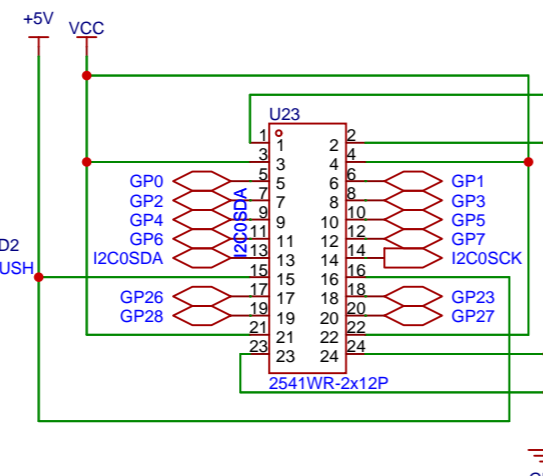 +5V
VCC
U23
1 1 2 2
3 3 4 4
GP0 5 5 6 6 GP1
GP2 7 7 8 8 GP3
GP4 9 9 10 10 GP5
GP6 11 11 12 12 GP7
I2C0SDA 13 13 14 14 I2C0SCK
I2C0SDA
D2
USH
15 15 16 16
GP26 17 17 18 18 GP23
GP28 19 19 20 20 GP27
21 21 22 22
23 23 24 24
2541WR-2x12P